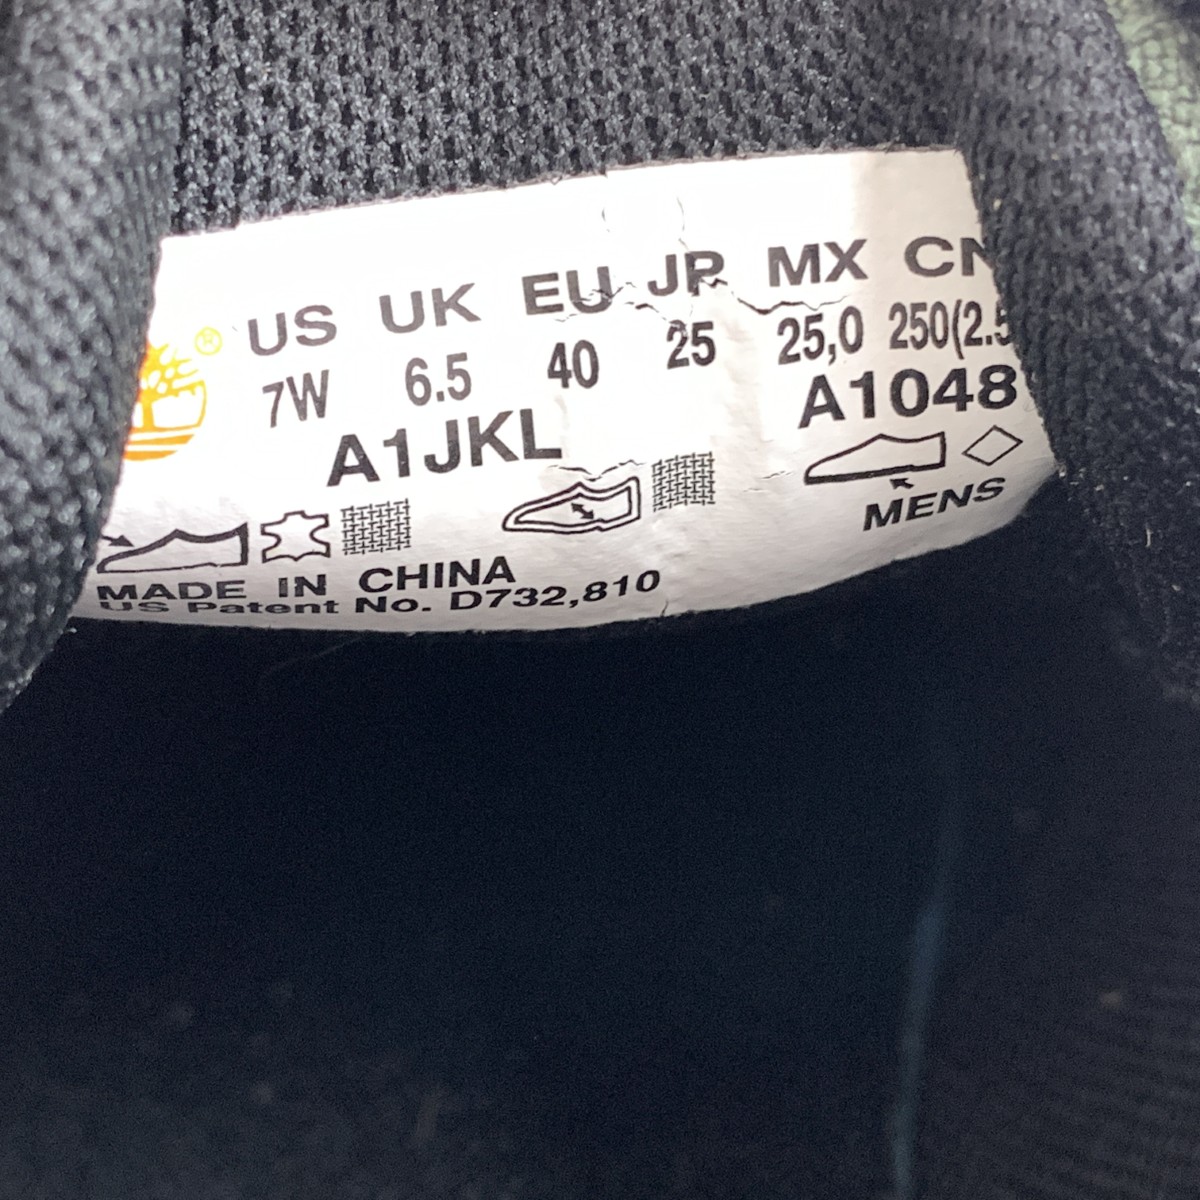 US UK EU JP MX CN
7W 6.5 40 25 25,0 250(2.5
A1JKL A1048
MENS
MADE IN CHINA
US Patent No. D732,810